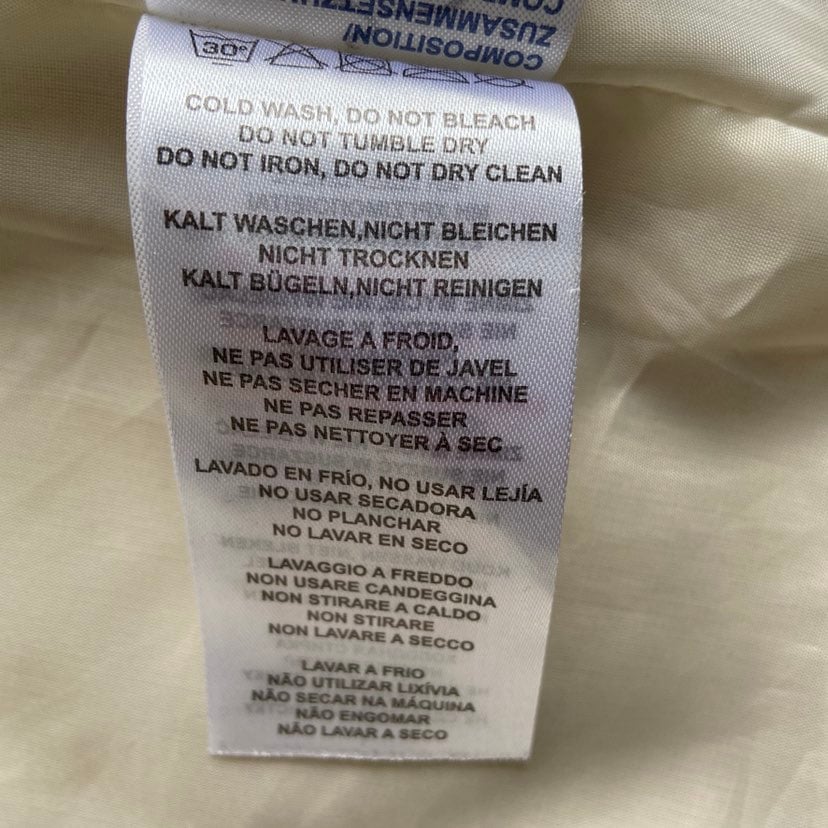 COMPOSITION/
ZUSAMMENSETZUN
30°
COLD WASH, DO NOT BLEACH
DO NOT TUMBLE DRY
DO NOT IRON, DO NOT DRY CLEAN
KALT WASCHEN,NICHT BLEICHEN
NICHT TROCKNEN
KALT BÜGELN,NICHT REINIGEN
LAVAGE A FROID,
NE PAS UTILISER DE JAVEL
NE PAS SECHER EN MACHINE
NE PAS REPASSER
NE PAS NETTOYER À SEC
LAVADO EN FRÍO, NO USAR LEJÍA
NO USAR SECADORA
NO PLANCHAR
NO LAVAR EN SECO
LAVAGGIO A FREDDO
NON USARE CANDEGGINA
NON STIRARE A CALDO
NON STIRARE
NON LAVARE A SECCO
LAVAR A FRIO
NÃO UTILIZAR LIXÍVIA
NÃO SECAR NA MÁQUINA
NÃO ENGOMAR
NÃO LAVAR A SECO